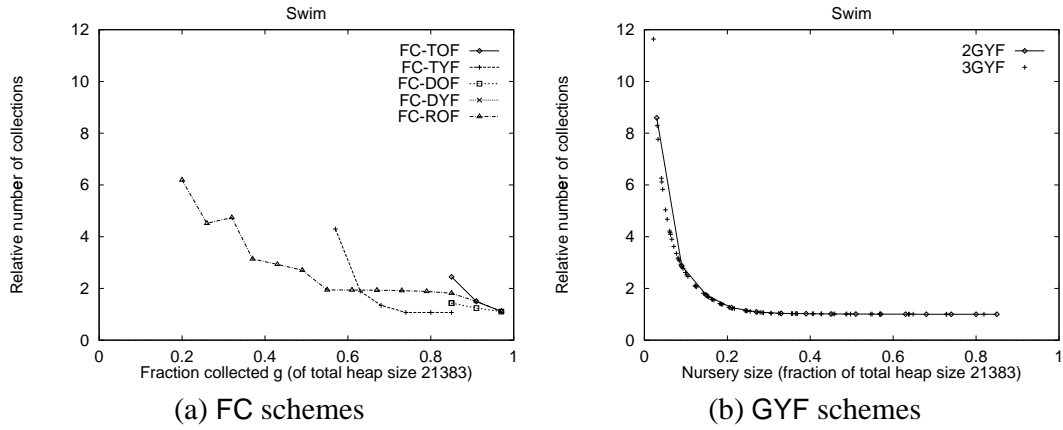 Swim
Relative number of collections
12
10
8
6
4
2
0
FC-TOF
FC-TYF
FC-DOF
FC-DYF
FC-ROF
0 0.2 0.4 0.6 0.8 1
Fraction collected g (of total heap size 21383)
(a) FC schemes
Swim
Relative number of collections
12
10
8
6
4
2
0
2GYF
3GYF
0 0.2 0.4 0.6 0.8 1
Nursery size (fraction of total heap size 21383)
(b) GYF schemes